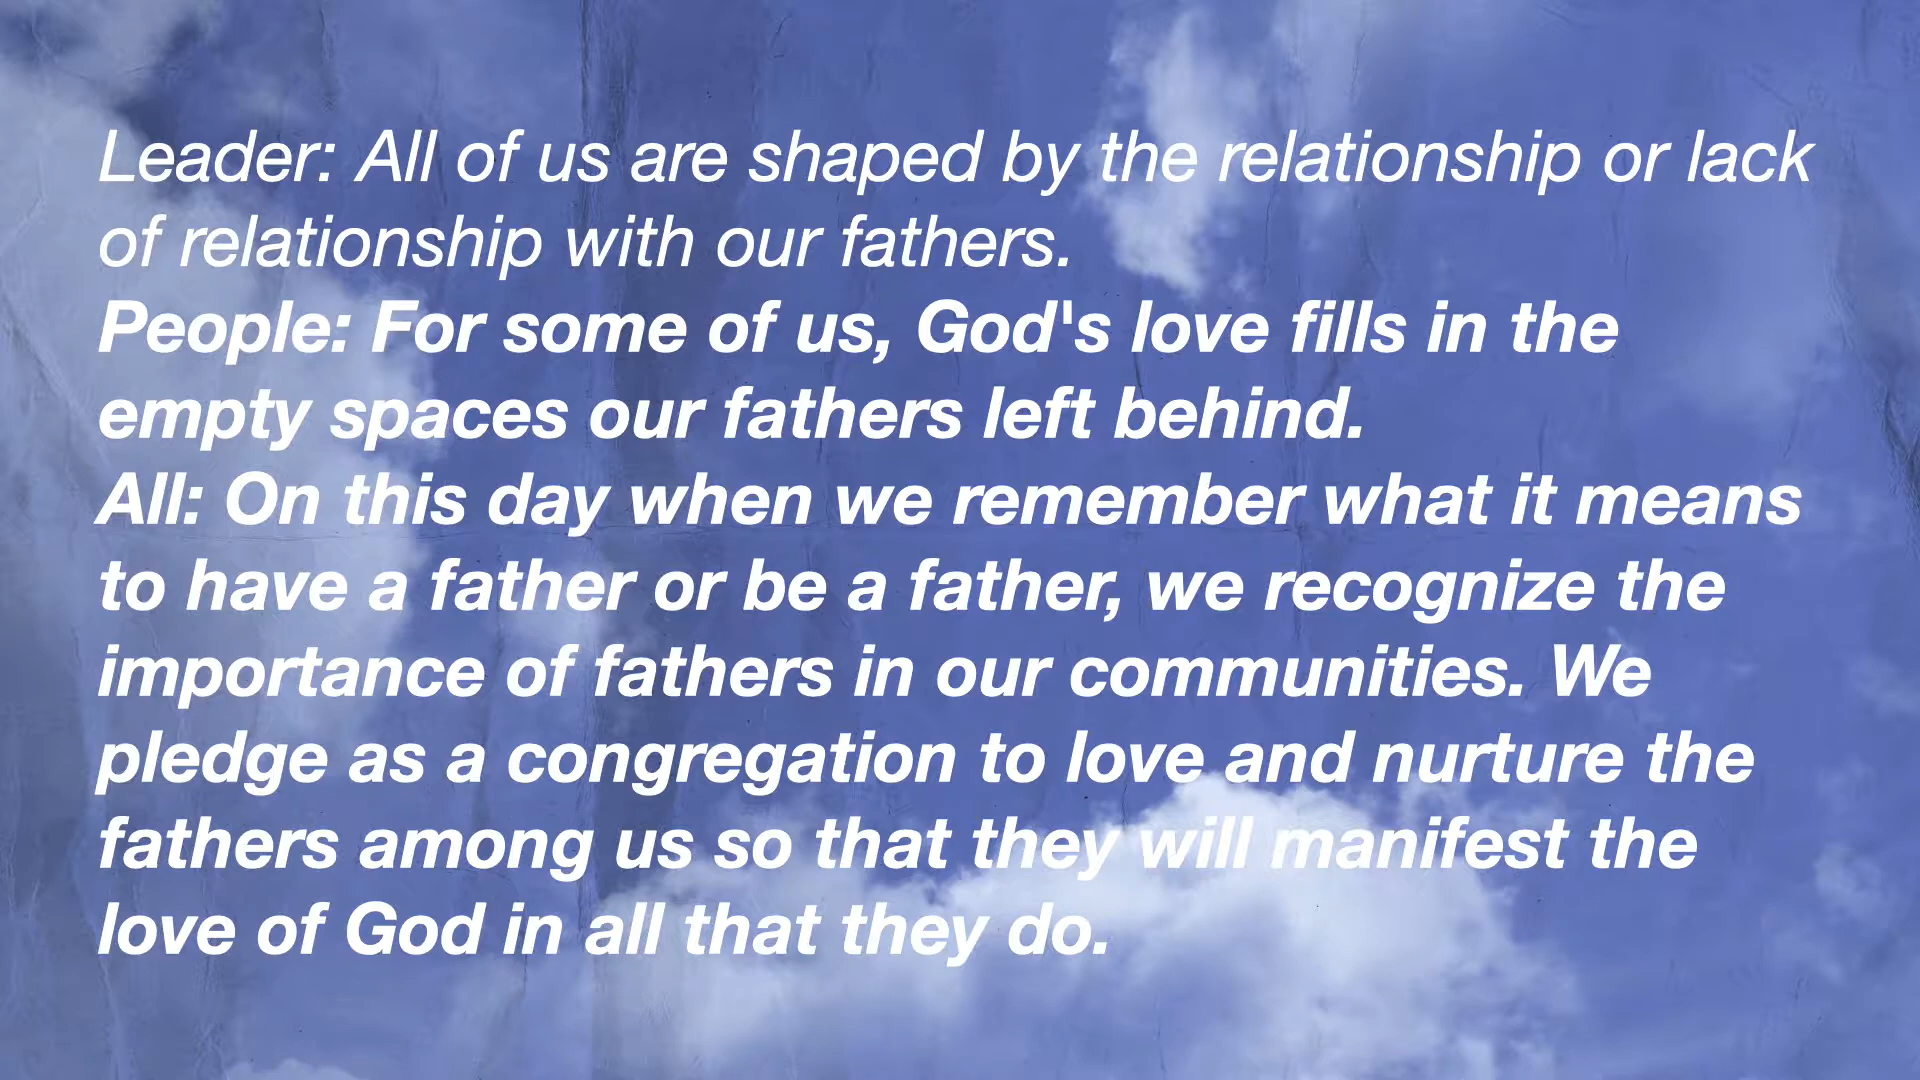 Leader: All of us are shaped by the relationship or lack
of relationship with our fathers.
People: For some of us, God's love fills in the
empty spaces our fathers left behind.
All: On this day when we remember what it means
to have a father or be a father, we recognize the
importance of fathers in our communities. We
pledge as a congregation to love and nurture the
fathers among us so that they will manifest the
love of God in all that they do.